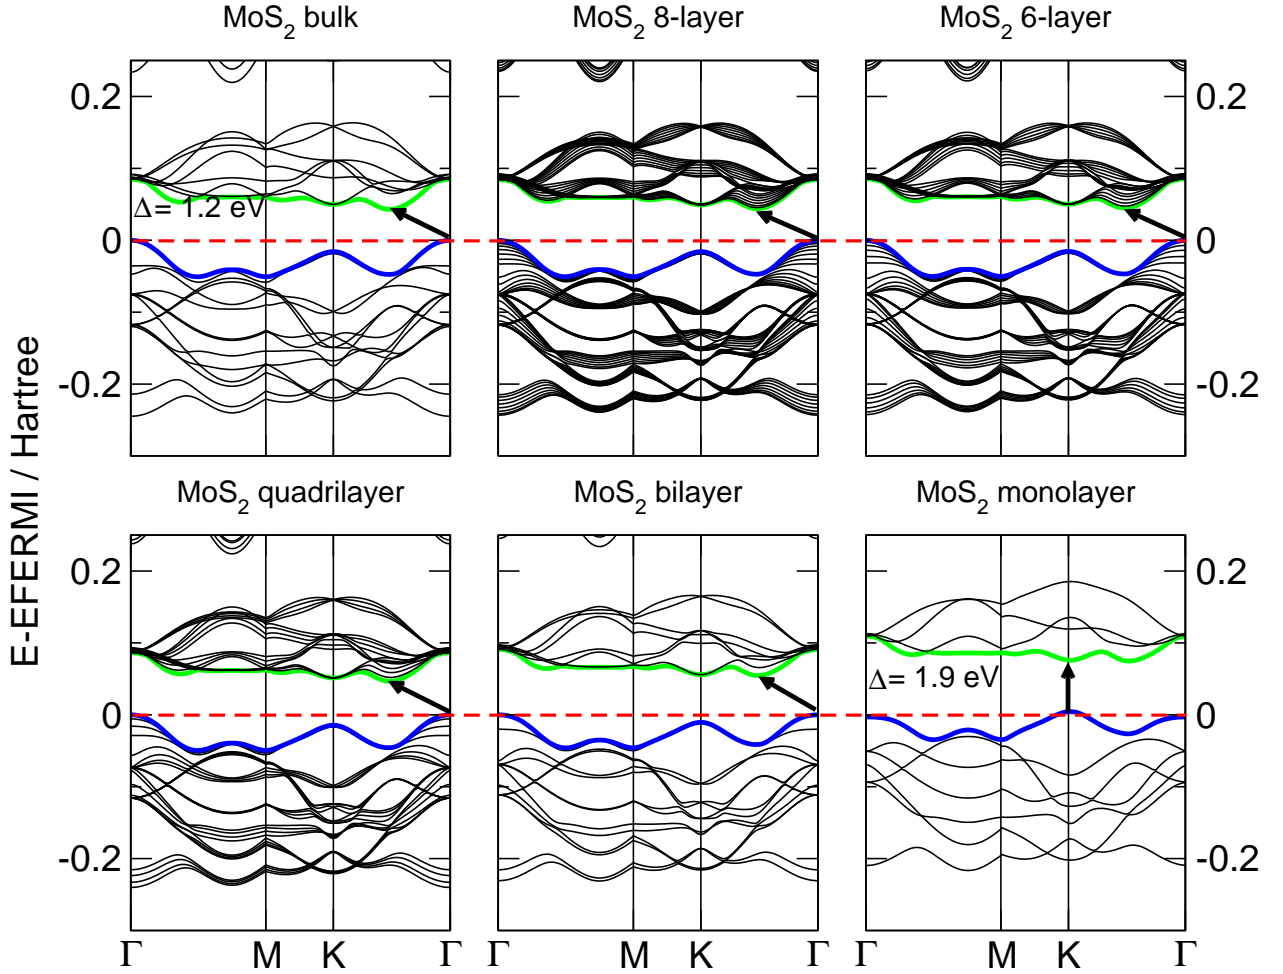 MoS2 bulk
MoS2 8-layer
MoS2 6-layer
0.2
0
-0.2
Δ= 1.2 eV
0.2
0
-0.2
E-EFERMI / Hartree
MoS2 quadrilayer
MoS2 bilayer
MoS2 monolayer
0.2
0
-0.2
Δ= 1.9 eV
0.2
0
-0.2
Γ M K Γ
M K
Γ M K Γ